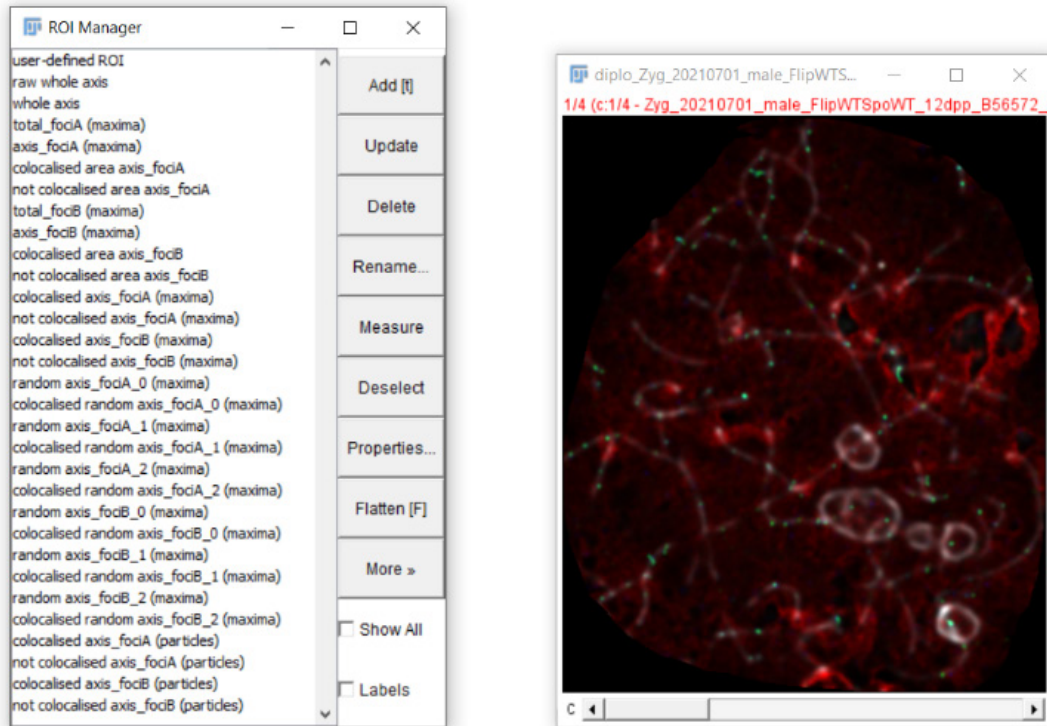 ROI Manager
user-defined ROI
raw whole axis
whole axis
total_fociA (maxima)
axis_fociA (maxima)
colocalised area axis_fociA
not colocalised area axis_fociA
total_fociB (maxima)
axis_fociB (maxima)
colocalised area axis_fociB
not colocalised area axis_fociB
colocalised axis_fociA (maxima)
not colocalised axis_fociA (maxima)
colocalised axis_fociB (maxima)
not colocalised axis_fociB (maxima)
random axis_fociA_0 (maxima)
colocalised random axis_fociA_0 (maxima)
random axis_fociA_1 (maxima)
colocalised random axis_fociA_1 (maxima)
random axis_fociA_2 (maxima)
colocalised random axis_fociA_2 (maxima)
random axis_fociB_0 (maxima)
colocalised random axis_fociB_0 (maxima)
random axis_fociB_1 (maxima)
colocalised random axis_fociB_1 (maxima)
random axis_fociB_2 (maxima)
colocalised random axis_fociB_2 (maxima)
colocalised axis_fociA (particles)
not colocalised axis_fociA (particles)
colocalised axis_fociB (particles)
not colocalised axis_fociB (particles)
Add [t]
Update
Delete
Rename...
Measure
Deselect
Properties...
Flatten [F]
More »
Show All
Labels
diplo_Zyg_20210701_male_FlipWTS...
1/4 (c:1/4 - Zyg_20210701_male_FlipWTSpoWT_12dpp_B56572_
C